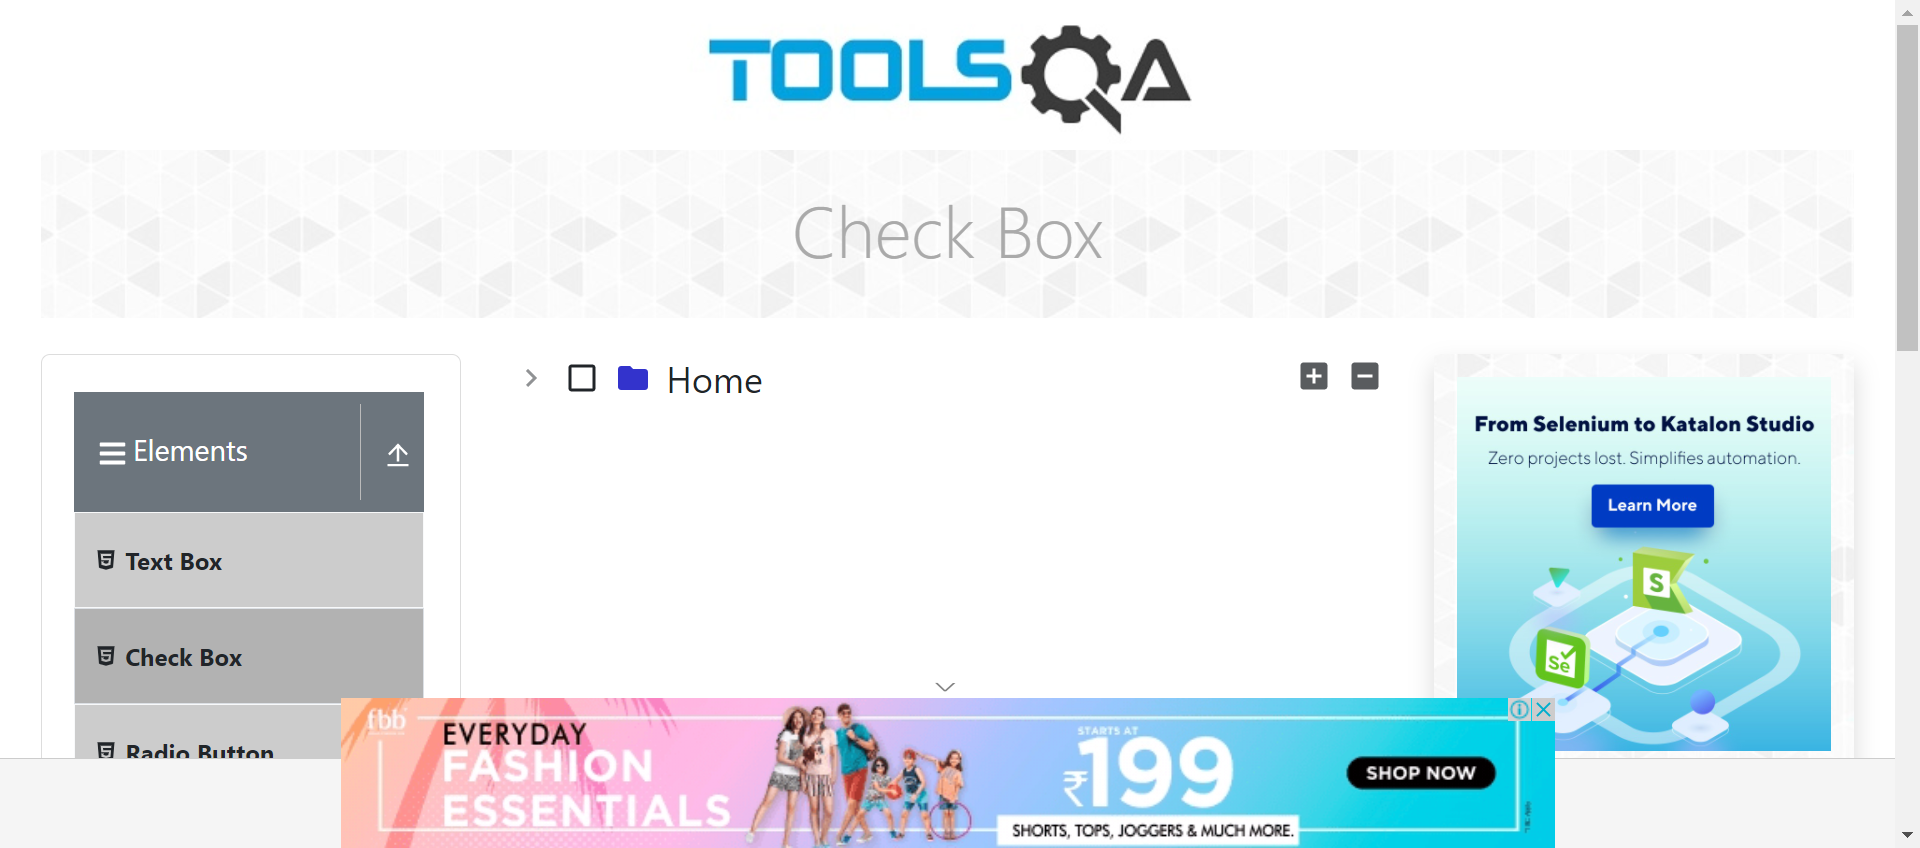 TOOLSQA
Check Box
Home
Elements
Text Box
Check Box
Radio Button
From Selenium to Katalon Studio
Zero projects lost. Simplifies automation.
Learn More
S
Se
fbb
EVERYDAY
FASHION
ESSENTIALS
STARTS AT
₹199
SHORTS, TOPS, JOGGERS & MUCH MORE.
SHOP NOW